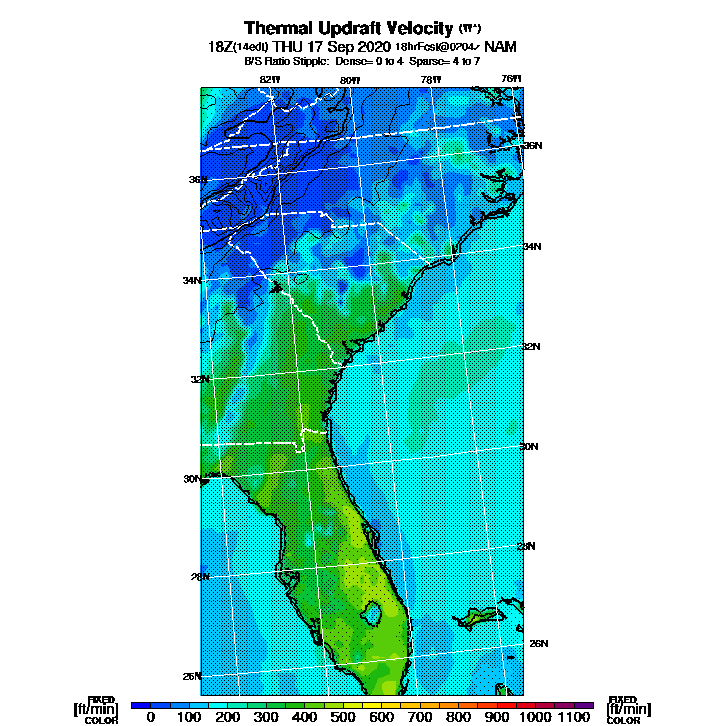 Thermal Updraft Velocity (W*)
18Z(14edt) THU 17 Sep 2020 18hrFcst@0204z NAM
B/S Ratio Stipple: Dense= 0 to 4 Sparse= 4 to 7
82W 80W 78W 76W
36N 36N
34N 34N
32N 32N
30N 30N
28N 28N
26N 26N
FIXED FIXED
[ft/min] 0 100 200 300 400 500 600 700 800 900 1000 1100 [ft/min]
COLOR COLOR